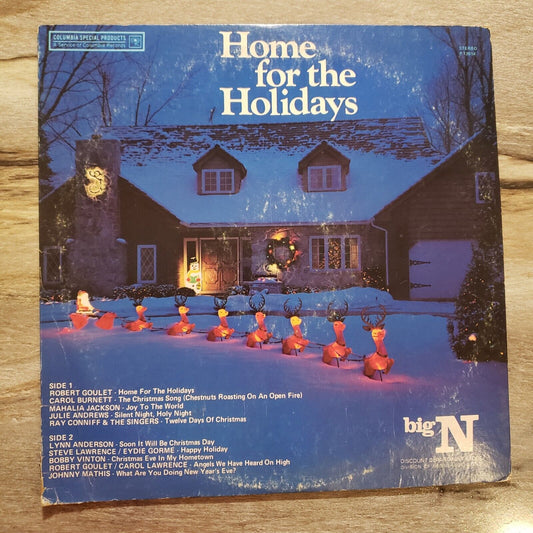 COLUMBIA SPECIAL PRODUCTS
A Service of Columbia Records
STEREO
Home
for the
Holidays
SIDE 1
ROBERT GOULET - Home For The Holidays
CAROL BURNETT - The Christmas Song (Chestnuts Roasting On An Open Fire)
MAHALIA JACKSON - Joy To The World
JULIE ANDREWS - Silent Night, Holy Night
RAY CONNIFF & THE SINGERS - Twelve Days Of Christmas
SIDE 2
LYNN ANDERSON - Soon It Will Be Christmas Day
STEVE LAWRENCE / EYDIE GORME - Happy Holiday
BOBBY VINTON - Christmas Eve In My Hometown
ROBERT GOULET / CAROL LAWRENCE - Angels We Have Heard On High
JOHNNY MATHIS - What Are You Doing New Year's Eve?
big N
DISCOUNT
DIVISION OF